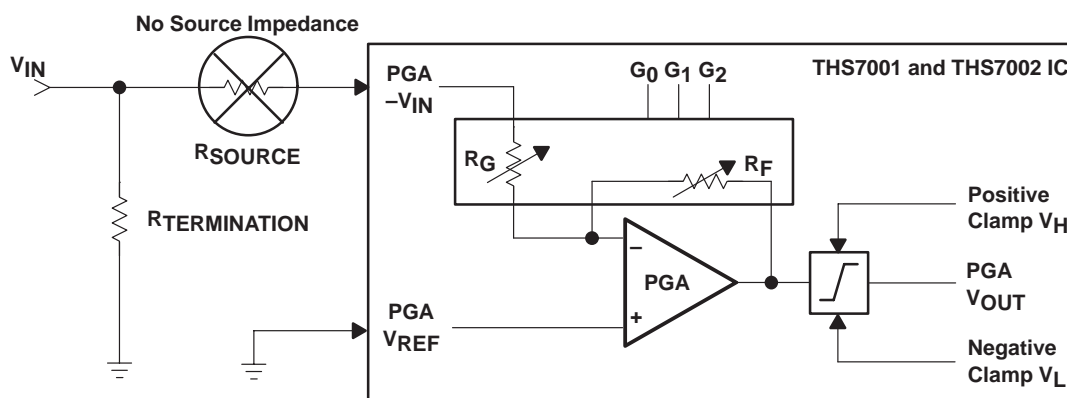 No Source Impedance
VIN
RSOURCE
RTERMINATION
THS7001 and THS7002 IC
PGA
–VIN
G0 G1 G2
RG
RF
–
PGA
+
PGA
VREF
Positive
Clamp VH
PGA
VOUT
Negative
Clamp VL